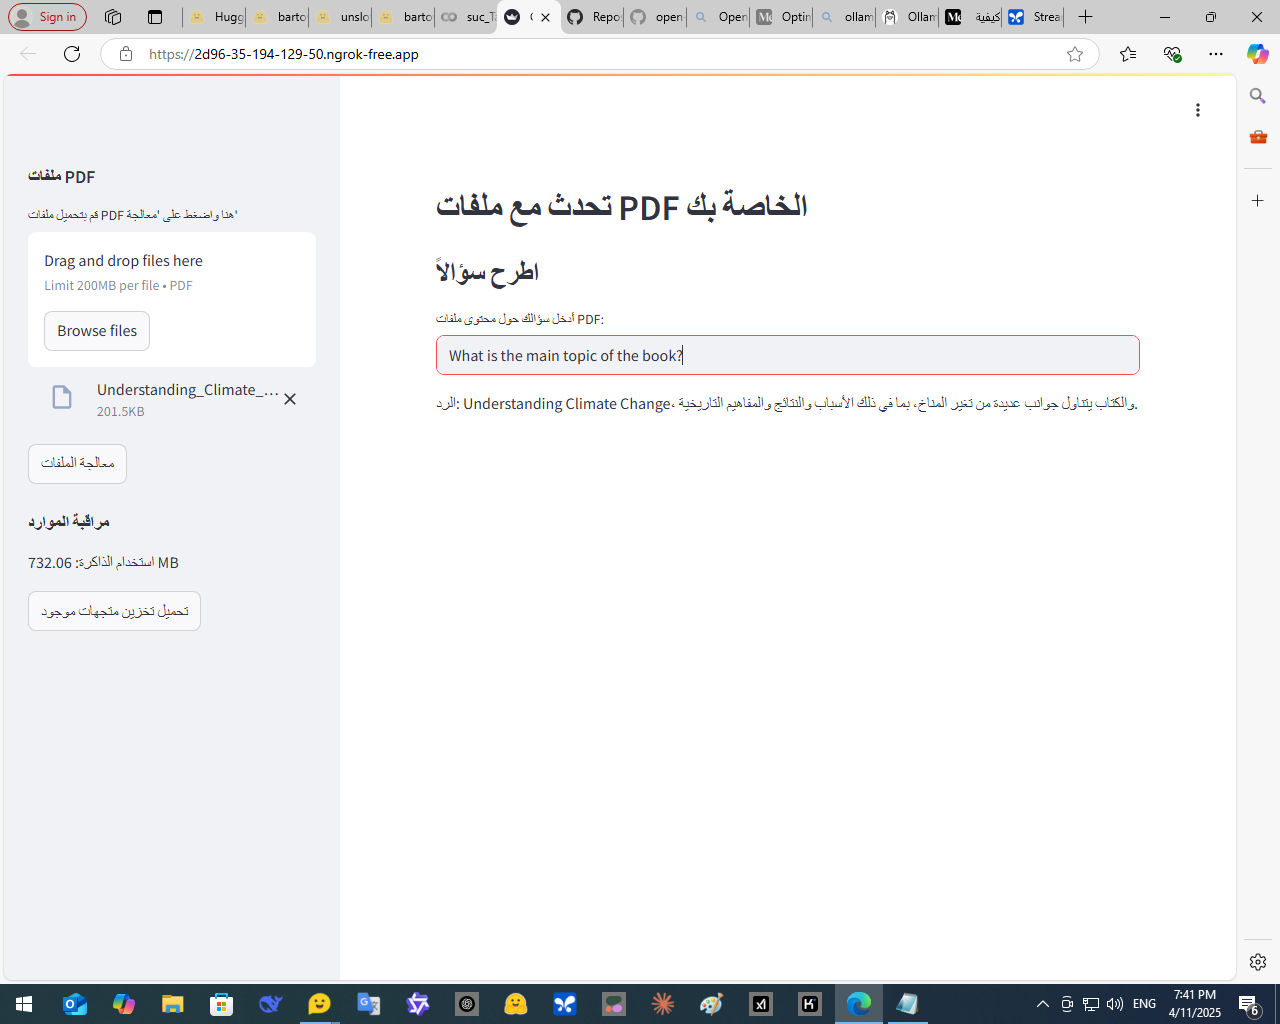 Sign in
Hugg
barto
unslo
barto
suc_Ta
Repo
open-
Open
Optin
ollam
Ollam
كيفية
Strea
https://2d96-35-194-129-50.ngrok-free.app
ملفات PDF
قم بتحميل ملفات PDF هنا واضغط على 'معالجة'
Drag and drop files here
Limit 200MB per file • PDF
Browse files
Understanding_Climate_...
201.5KB
معالجة الملفات
مراقبة الموارد
استخدام الذاكرة: 732.06 MB
تحميل تخزين متجهات موجود
تحدث مع ملفات PDF الخاصة بك
اطرح سؤالاً
أدخل سؤالك حول محتوى ملفات PDF:
What is the main topic of the book?
الرد: Understanding Climate Change، والكتاب يتناول جوانب عديدة من تغير المناخ، بما في ذلك الأسباب والنتائج والمفاهيم التاريخية.
ENG
7:41 PM
4/11/2025
6